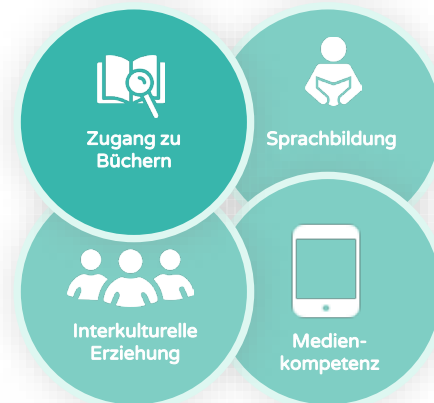 Zugang zu
Büchern
Sprachbildung
Interkulturelle
Erziehung
Medien-
kompetenz